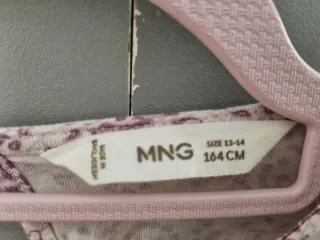 MADE IN
BANGLADESH
MNG
SIZE 13-14
164 CM